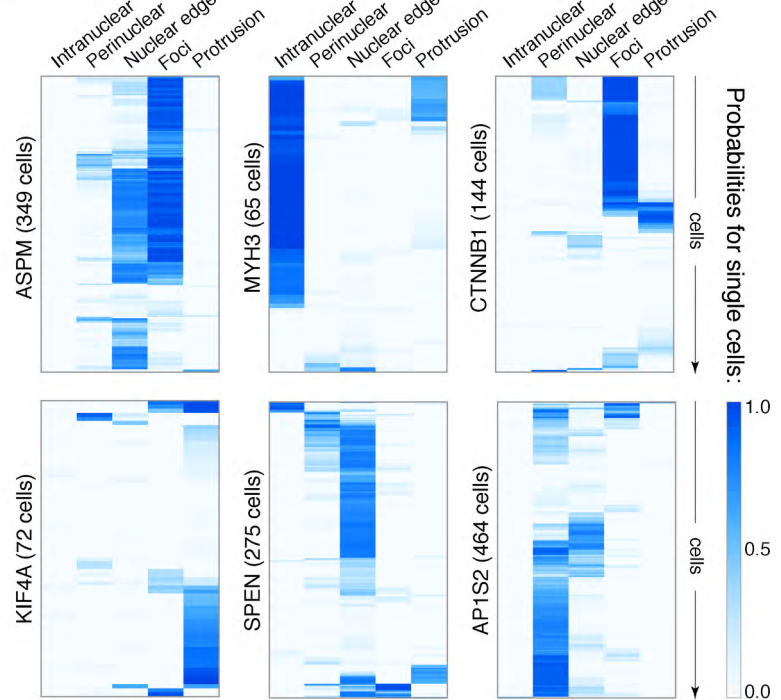 Intranuclear
Perinuclear
Nuclear edge
Foci
Protrusion
Intranuclear
Perinuclear
Nuclear edge
Foci
Protrusion
Intranuclear
Perinuclear
Nuclear edge
Foci
Protrusion
ASPM (349 cells)
MYH3 (65 cells)
CTNNB1 (144 cells)
cells
Probabilities for single cells:
KIF4A (72 cells)
SPEN (275 cells)
AP1S2 (464 cells)
cells
1.0
0.5
0.0